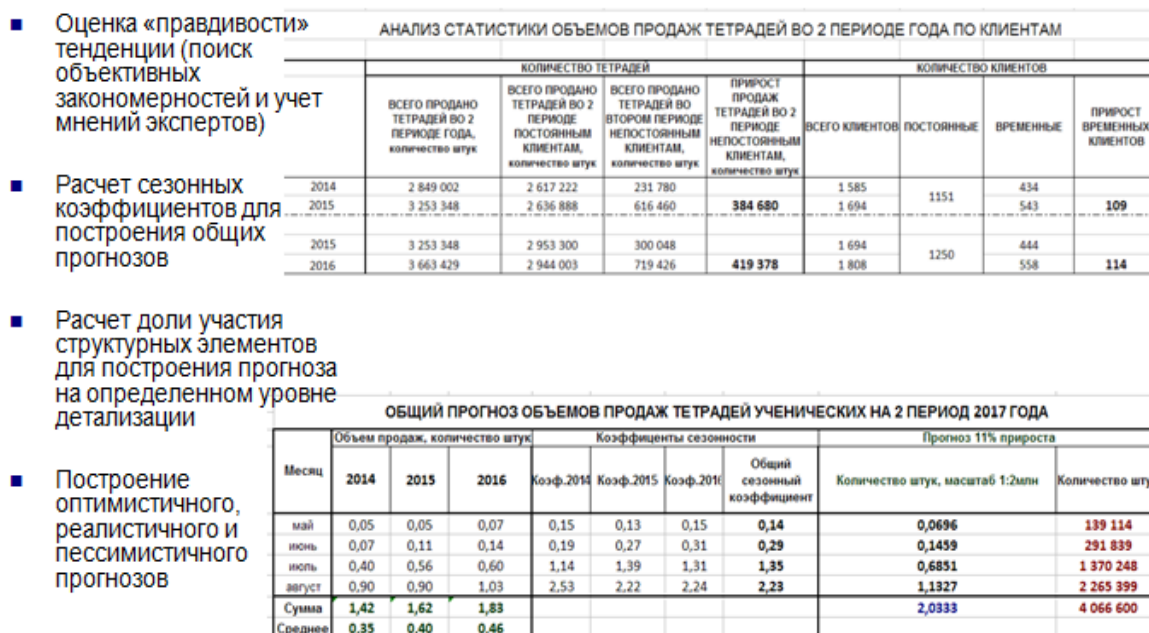 ■ Оценка «правдивости»
тенденции (поиск
объективных
закономерностей и учет
мнений экспертов)
■ Расчет сезонных
коэффициентов для
построения общих
прогнозов
■ Расчет доли участия
структурных элементов
для построения прогноза
на определенном уровне
детализации
■ Построение
оптимистичного,
реалистичного и
пессимистичного
прогнозов
АНАЛИЗ СТАТИСТИКИ ОБЪЕМОВ ПРОДАЖ ТЕТРАДЕЙ ВО 2 ПЕРИОДЕ ГОДА ПО КЛИЕНТАМ
КОЛИЧЕСТВО ТЕТРАДЕЙ КОЛИЧЕСТВО КЛИЕНТОВ
ВСЕГО ПРОДАНО
ТЕТРАДЕЙ ВО 2
ПЕРИОДЕ ГОДА,
количество штук
ВСЕГО ПРОДАНО
ТЕТРАДЕЙ ВО 2
ПЕРИОДЕ
ПОСТОЯННЫМ
КЛИЕНТАМ,
количество штук
ВСЕГО ПРОДАНО
ТЕТРАДЕЙ ВО
ВТОРОМ ПЕРИОДЕ
НЕПОСТОЯННЫМ
КЛИЕНТАМ,
количество штук
ПРИРОСТ
ПРОДАЖ
ТЕТРАДЕЙ ВО 2
ПЕРИОДЕ
НЕПОСТОЯННЫМ
КЛИЕНТАМ,
количество штук
ВСЕГО КЛИЕНТОВ
ПОСТОЯННЫЕ
ВРЕМЕННЫЕ
ПРИРОСТ
ВРЕМЕННЫХ
КЛИЕНТОВ
2014 2 849 002 2 617 222 231 780 1 585 434
1151
2015 3 253 348 2 636 888 616 460 384 680 1 694 543 109
2015 3 253 348 2 953 300 300 048 1 694 444
1250
2016 3 663 429 2 944 003 719 426 419 378 1 808 558 114
ОБЩИЙ ПРОГНОЗ ОБЪЕМОВ ПРОДАЖ ТЕТРАДЕЙ УЧЕНИЧЕСКИХ НА 2 ПЕРИОД 2017 ГОДА
Объем продаж, количество штук Коэффиценты сезонности Прогноз 11% прироста
Месяц 2014 2015 2016 Коэф.2014 Коэф.2015 Коэф.2016
Общий
сезонный
коэффициент
Количество штук, масштаб 1:2млн Количество шту
май 0,05 0,05 0,07 0,15 0,13 0,15 0,14 0,0696 139 114
июнь 0,07 0,11 0,14 0,19 0,27 0,31 0,29 0,1459 291 839
июль 0,40 0,56 0,60 1,14 1,39 1,31 1,35 0,6851 1 370 248
август 0,90 0,90 1,03 2,53 2,22 2,24 2,23 1,1327 2 265 399
Сумма 1,42 1,62 1,83 2,0333 4 066 600
Среднее 0,35 0,40 0,46